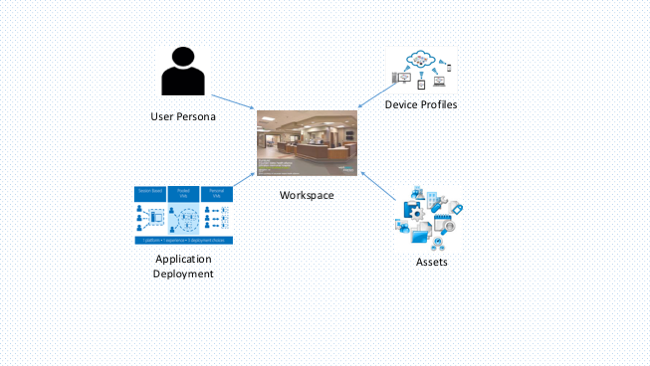 User Persona
Device Profiles
Workspace
Session Based
Pooled
VMs
Personal
VMs
1 platform • 1 experience • 3 deployment choices
Application
Deployment
Assets